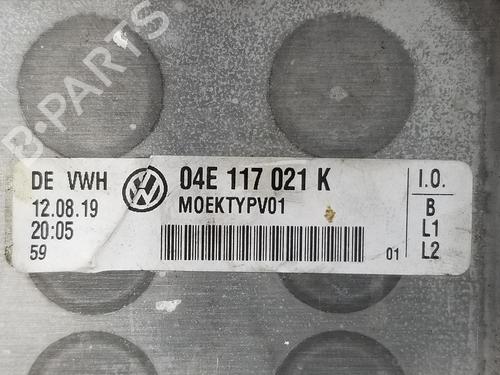 B-PARTS
DE VWH 04E 117 021 K I.O.
12.08.19 MOEKTYPV01 B
20:05 L1
59 01 L2